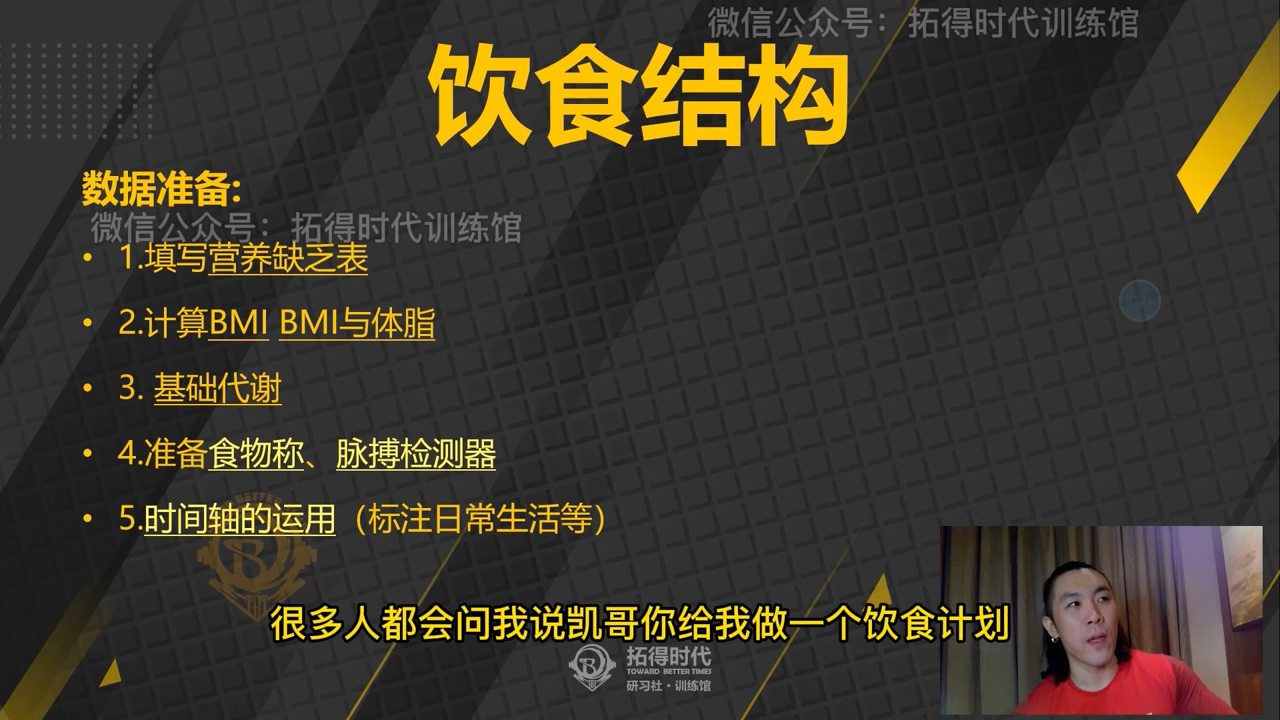 微信公众号：拓得时代训练馆
饮食结构
数据准备:
微信公众号：拓得时代训练馆
• 1.填写营养缺乏表
• 2.计算BMI BMI与体脂
• 3. 基础代谢
• 4.准备食物称、脉搏检测器
• 5.时间轴的运用（标注日常生活等）
BETTER
B
TBT
很多人都会问我说凯哥你给我做一个饮食计划
拓得时代
TOWARD BETTER TIMES
研习社·训练馆